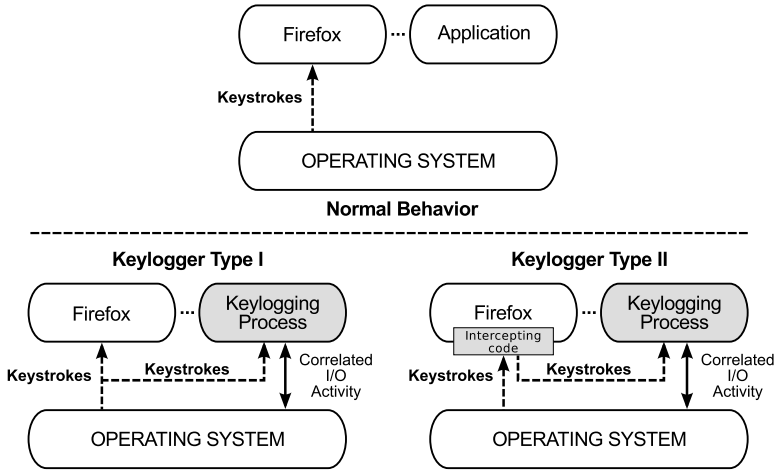 Firefox ... Application
Keystrokes
OPERATING SYSTEM
Normal Behavior
Keylogger Type I
Firefox ... Keylogging
Process
Keystrokes
Keystrokes
Correlated
I/O
Activity
OPERATING SYSTEM
Keylogger Type II
Firefox ... Keylogging
Process
Intercepting
code
Keystrokes
Keystrokes
Correlated
I/O
Activity
OPERATING SYSTEM